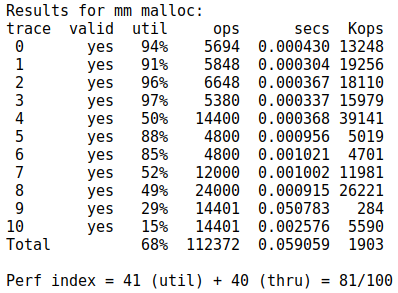 Results for mm malloc:
trace valid util ops secs Kops
0 yes 94% 5694 0.000430 13248
1 yes 91% 5848 0.000304 19256
2 yes 96% 6648 0.000367 18110
3 yes 97% 5380 0.000337 15979
4 yes 50% 14400 0.000368 39141
5 yes 88% 4800 0.000956 5019
6 yes 85% 4800 0.001021 4701
7 yes 52% 12000 0.001002 11981
8 yes 49% 24000 0.000915 26221
9 yes 29% 14401 0.050783 284
10 yes 15% 14401 0.002576 5590
Total 68% 112372 0.059059 1903
Perf index = 41 (util) + 40 (thru) = 81/100